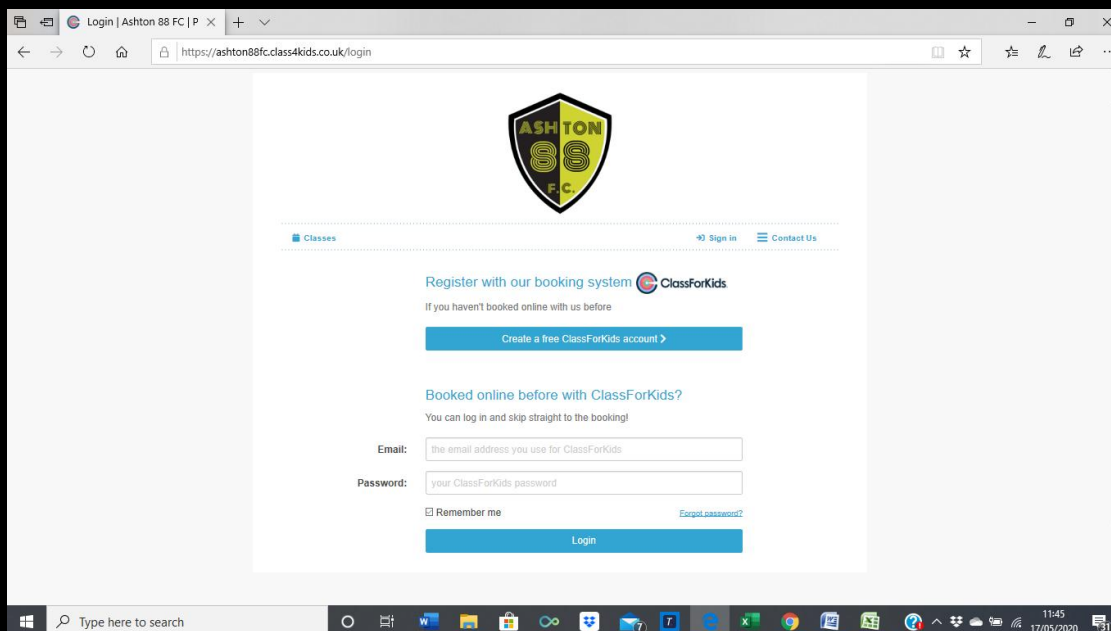 Login | Ashton 88 FC | P
https://ashton88fc.class4kids.co.uk/login
ASHTON
88
F.C.
Classes
Sign in
Contact Us
Register with our booking system ClassForKids
If you haven't booked online with us before
Create a free ClassForKids account
Booked online before with ClassForKids?
You can log in and skip straight to the booking!
Email: the email address you use for ClassForKids
Password: your ClassForKids password
Remember me
Forgot password?
Login
Type here to search
11:45
17/05/2020